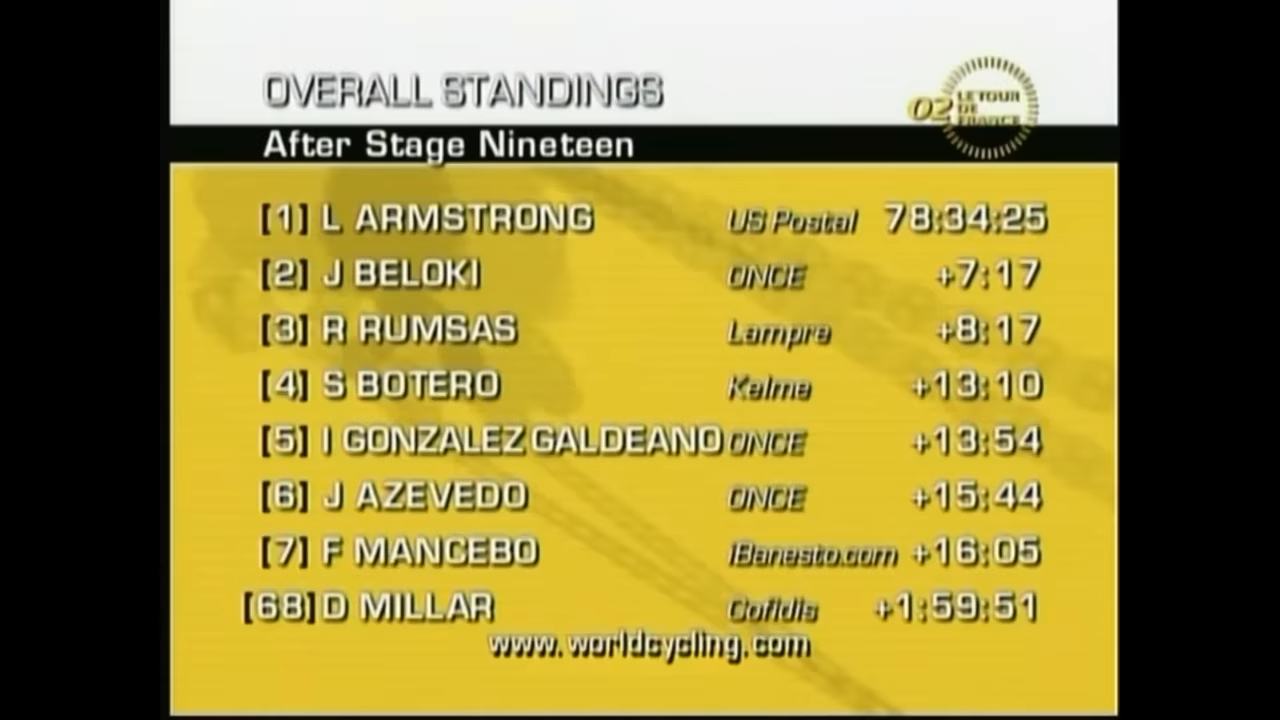 OVERALL STANDINGS
02 LE TOUR
DE
FRANCE
After Stage Nineteen
[1] L ARMSTRONG US Postal 78:34:25
[2] J BELOKI ONCE +7:17
[3] R RUMSAS Lampre +8:17
[4] S BOTERO Kelme +13:10
[5] I GONZALEZ GALDEANO ONCE +13:54
[6] J AZEVEDO ONCE +15:44
[7] F MANCEBO iBanesto.com +16:05
[68] D MILLAR Cofidis +1:59:51
www.worldcycling.com